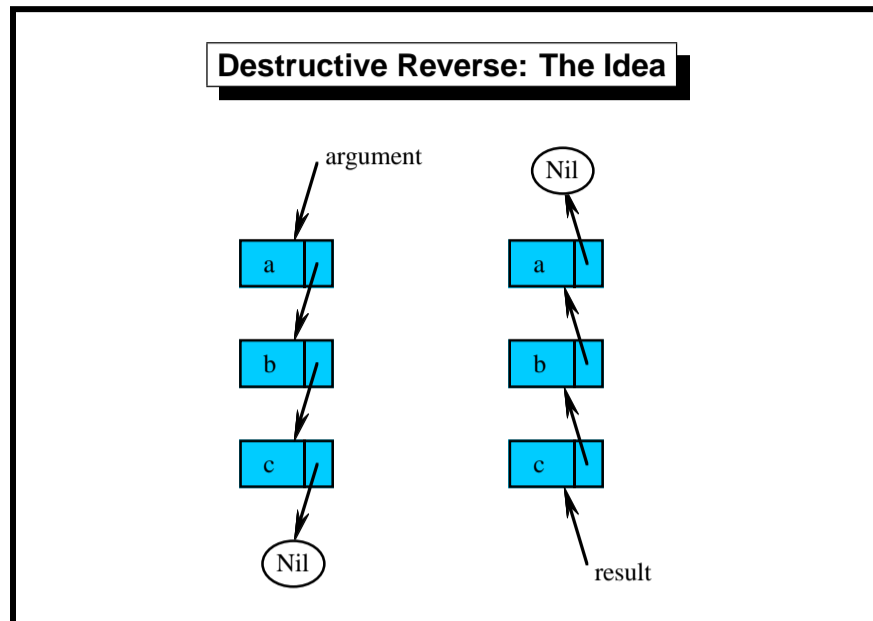 Destructive Reverse: The Idea
argument
a
b
c
Nil
Nil
a
b
c
result